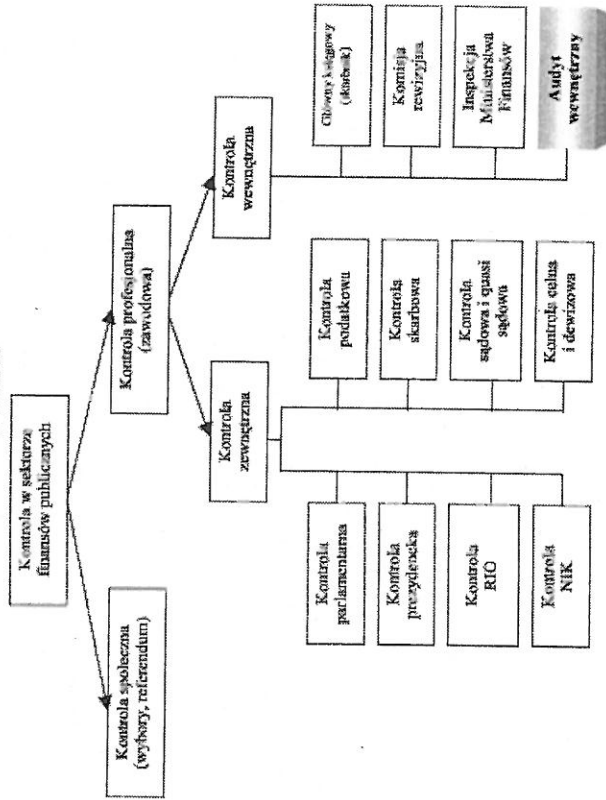 Kontrola w sektorze
finansów publicznych
Kontrola społeczna
(wybory, referendum)
Kontrola profesjonalna
(zawodowa)
Kontrola
zewnętrzna
Kontrola
wewnętrzna
Kontrola
parlamentarna
Kontrola
prezydencka
Kontrola
RIO
Kontrola
NIK
Kontrola
podatkowa
Kontrola
skarbowa
Kontrola
sądowa i quasi
sądowa
Kontrola celna
i dewizowa
Główny księgowy
(skarbnik)
Komisja
rewizyjna
Inspekcja
Ministerstwa
Finansów
Audyt
wewnętrzny